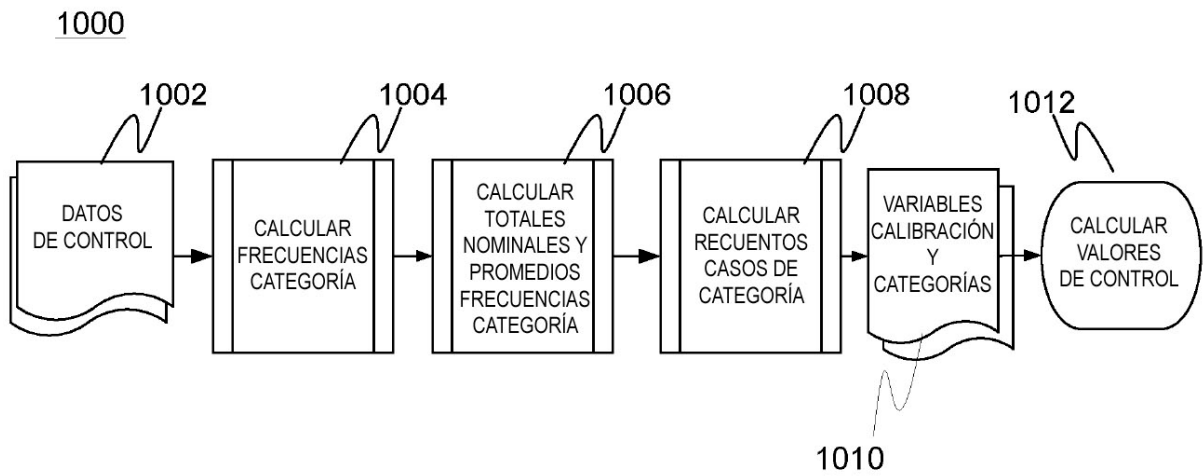 1000
1002
1004
1006
1008
1012
DATOS
DE CONTROL
CALCULAR
FRECUENCIAS
CATEGORÍA
CALCULAR
TOTALES
NOMINALES Y
PROMEDIOS
FRECUENCIAS
CATEGORÍA
CALCULAR
RECUENTOS
CASOS DE
CATEGORÍA
VARIABLES
CALIBRACIÓN
Y
CATEGORÍAS
CALCULAR
VALORES
DE CONTROL
1010